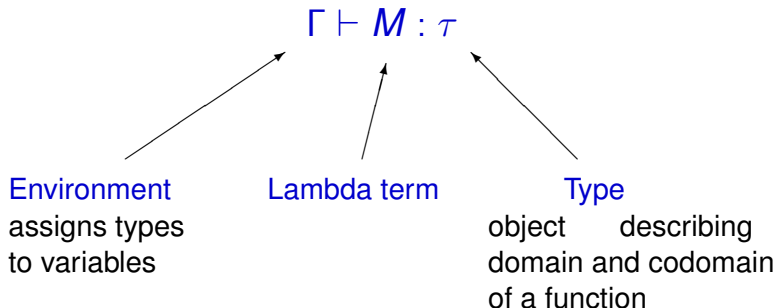 Γ ⊢ M : τ
Environment
assigns types
to variables
Lambda term
Type
object describing
domain and codomain
of a function